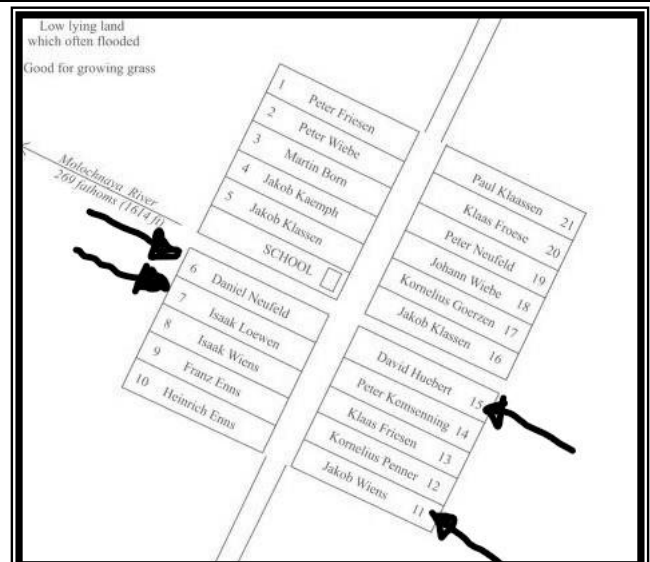 Low lying land
which often flooded
Good for growing grass
Molochnaya River
269 fathoms (1614 ft)
1 Peter Friesen
2 Peter Wiebe
3 Martin Born
4 Jakob Kaemph
5 Jakob Klassen
SCHOOL
6 Daniel Neufeld
7 Isaak Loewen
8 Isaak Wiens
9 Franz Enns
10 Heinrich Enns
Paul Klaassen 21
Klaas Froese 20
Peter Neufeld 19
Johann Wiebe 18
Kornelius Goerzen 17
Jakob Klassen 16
David Huebert 15
Peter Kemsenning 14
Klaas Friesen 13
Kornelius Penner 12
Jakob Wiens 11